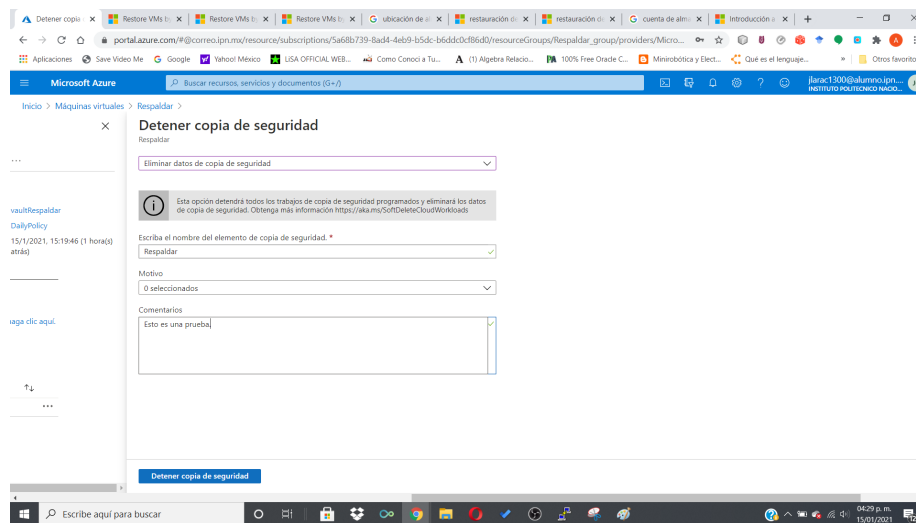 Detener copia
Restore VMs by
Restore VMs by
Restore VMs by
ubicación de al
restauración de
restauración de
cuenta de alma
Introducción a
portal.azure.com/#@correo.ipn.mx/resource/subscriptions/5a68b739-8ad4-4eb9-b5dc-b6ddc0cf86d0/resourceGroups/Respaldar_group/providers/Micro...
Aplicaciones
Save Video Me
Google
Yahoo! México
LiSA OFFICIAL WEB...
Como Conocí a Tu...
(1) Algebra Relacio...
100% Free Oracle C...
Minirobótica y Elect...
Qué es el lenguaje...
»
Otros favorito
Microsoft Azure
Buscar recursos, servicios y documentos (G+/)
jlarac1300@alumno.ipn....
INSTITUTO POLITECNICO NACIO...
Inicio > Máquinas virtuales > Respaldar >
Detener copia de seguridad
Respaldar
...
Eliminar datos de copia de seguridad
Esta opción detendrá todos los trabajos de copia de seguridad programados y eliminará los datos
de copia de seguridad. Obtenga más información https://aka.ms/SoftDeleteCloudWorkloads
vaultRespaldar
DailyPolicy
15/1/2021, 15:19:46 (1 hora(s)
atrás)
Escriba el nombre del elemento de copia de seguridad. *
Respaldar
Motivo
0 seleccionados
Comentarios
Esto es una prueba.
haga clic aquí.
...
Detener copia de seguridad
Escribe aquí para buscar
04:29 p. m.
15/01/2021